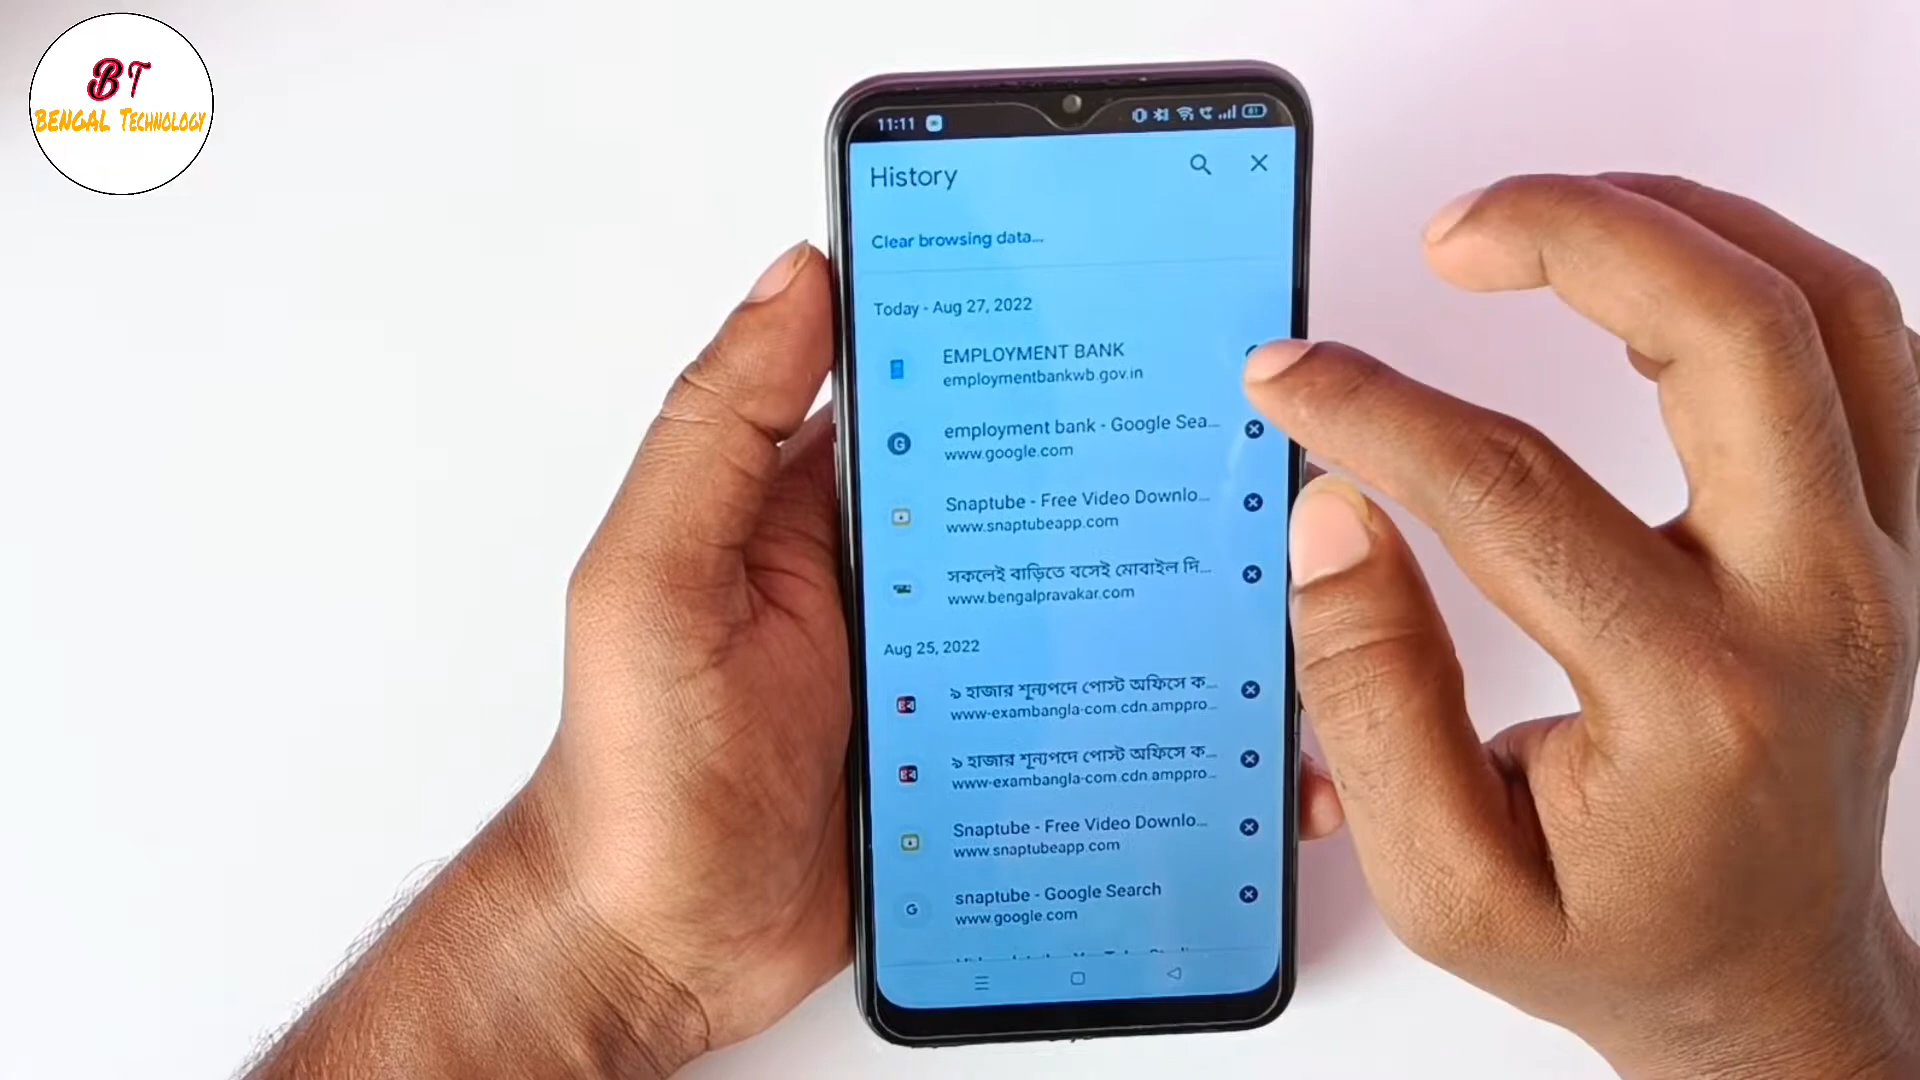 BT
BENGAL TECHNOLOGY
11:11
61
History
Clear browsing data...
Today - Aug 27, 2022
EMPLOYMENT BANK
employmentbankwb.gov.in
employment bank - Google Sea...
www.google.com
Snaptube - Free Video Downlo...
www.snaptubeapp.com
সকলেই বাড়িতে বসেই মোবাইল দি...
www.bengalpravakar.com
Aug 25, 2022
৯ হাজার শূন্যপদে পোস্ট অফিসে ক...
www-exambangla-com.cdn.amppro...
৯ হাজার শূন্যপদে পোস্ট অফিসে ক...
www-exambangla-com.cdn.amppro...
Snaptube - Free Video Downlo...
www.snaptubeapp.com
snaptube - Google Search
www.google.com